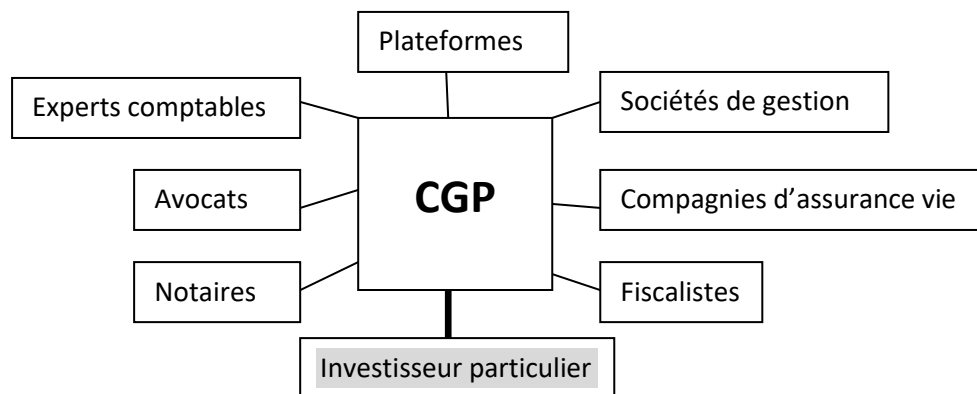 Plateformes
Experts comptables
Sociétés de gestion
CGP
Avocats
Compagnies d’assurance vie
Notaires
Fiscalistes
Investisseur particulier